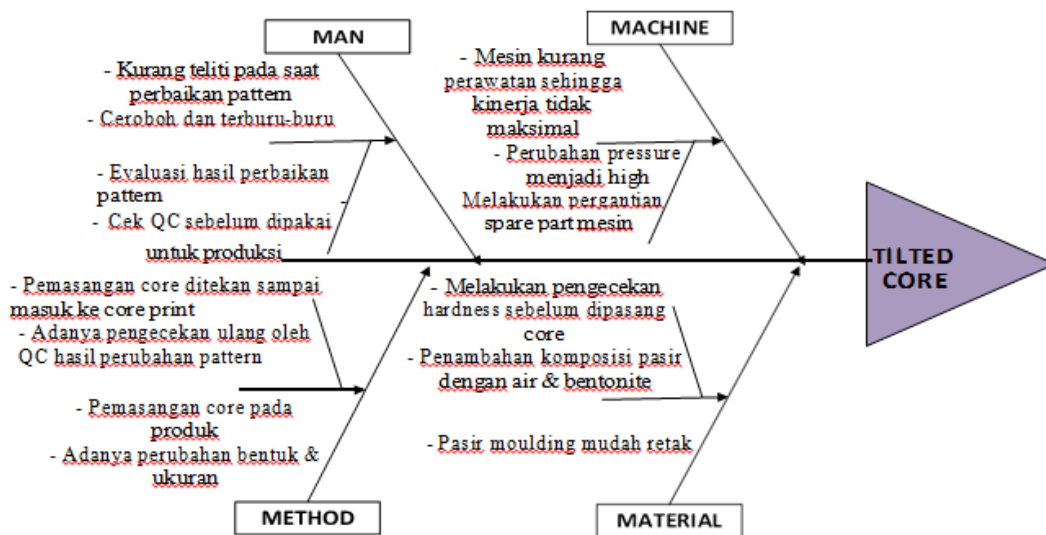 MAN
- Kurang teliti pada saat
perbaikan pattern
- Ceroboh dan terburu-buru
- Evaluasi hasil perbaikan
pattern -
- Cek QC sebelum dipakai
untuk produksi
MACHINE
- Mesin kurang
perawatan sehingga
kinerja tidak
maksimal
- Perubahan pressure
menjadi high
Melakukan pergantian
spare part mesin
TILTED
CORE
- Pemasangan core ditekan sampai
masuk ke core print
- Adanya pengecekan ulang oleh
QC hasil perubahan pattern
- Pemasangan core pada
produk
- Adanya perubahan bentuk &
ukuran
METHOD
- Melakukan pengecekan
hardness sebelum dipasang
core
- Penambahan komposisi pasir
dengan air & bentonite
- Pasir moulding mudah retak
MATERIAL